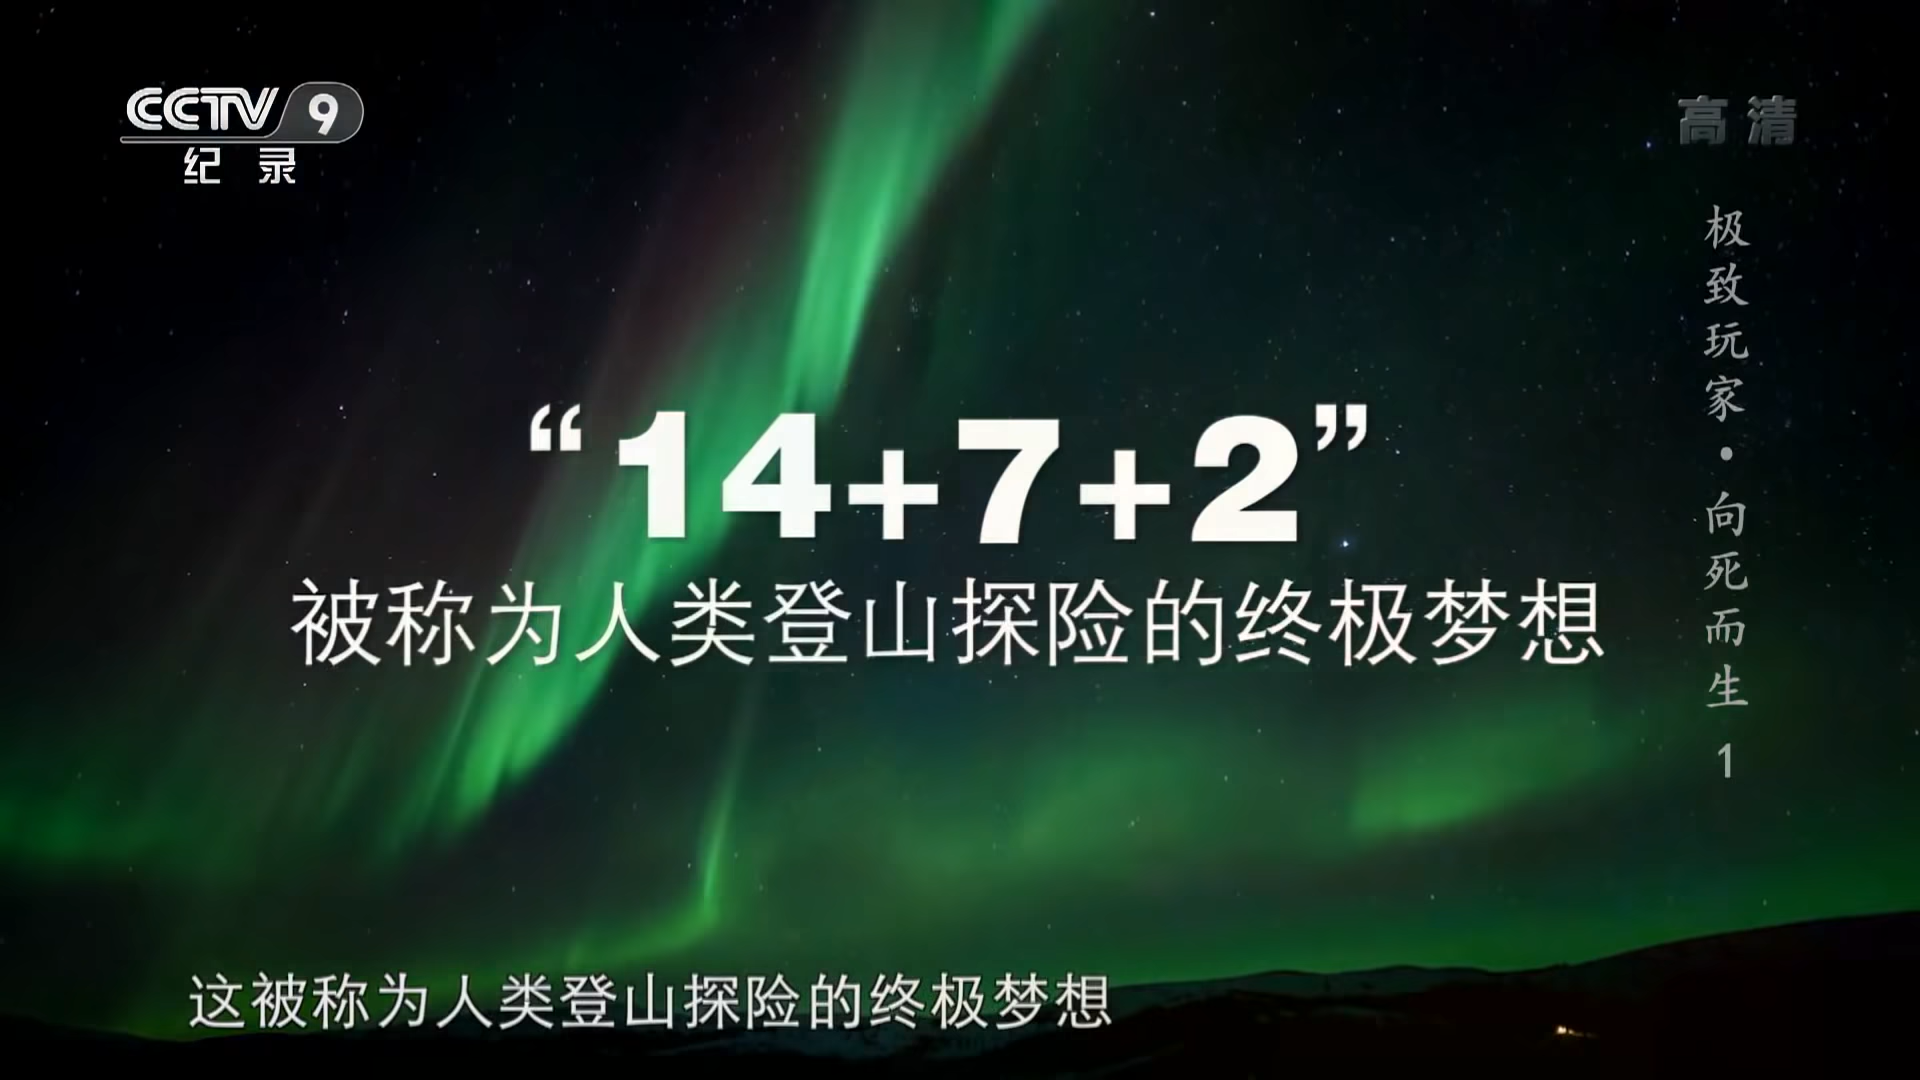 CCTV 9
纪录
高清
极致玩家·向死而生 1
“14+7+2”
被称为人类登山探险的终极梦想
这被称为人类登山探险的终极梦想